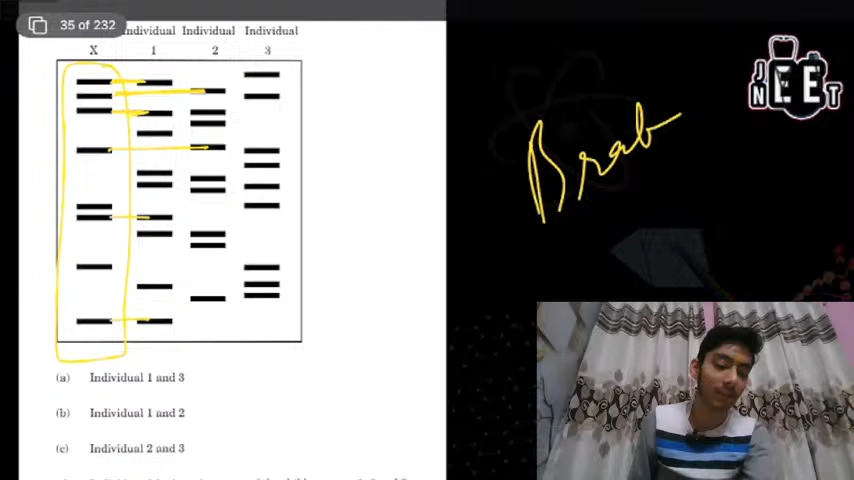 35 of 232
Individual Individual Individual
X 1 2 3
Brab
J
NEET
(a) Individual 1 and 3
(b) Individual 1 and 2
(c) Individual 2 and 3